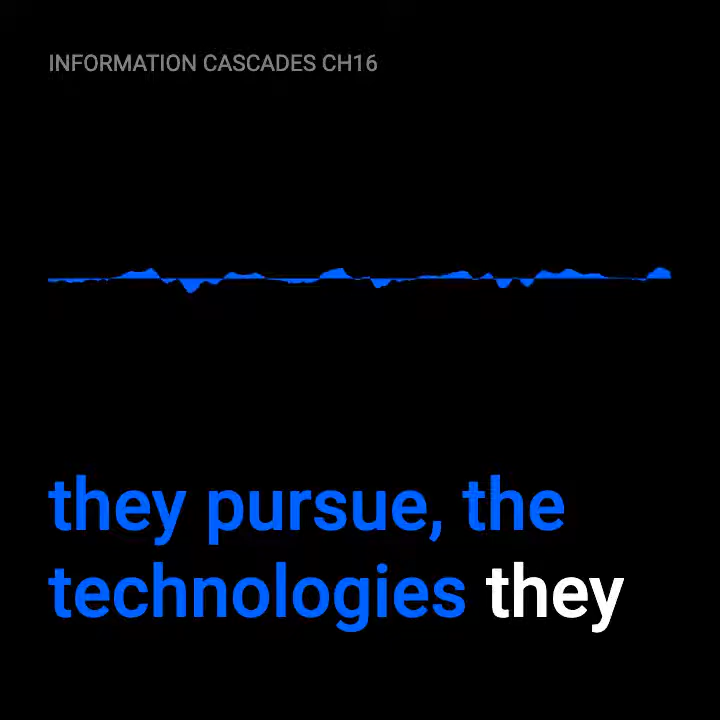 INFORMATION CASCADES CH16
they pursue, the
technologies they